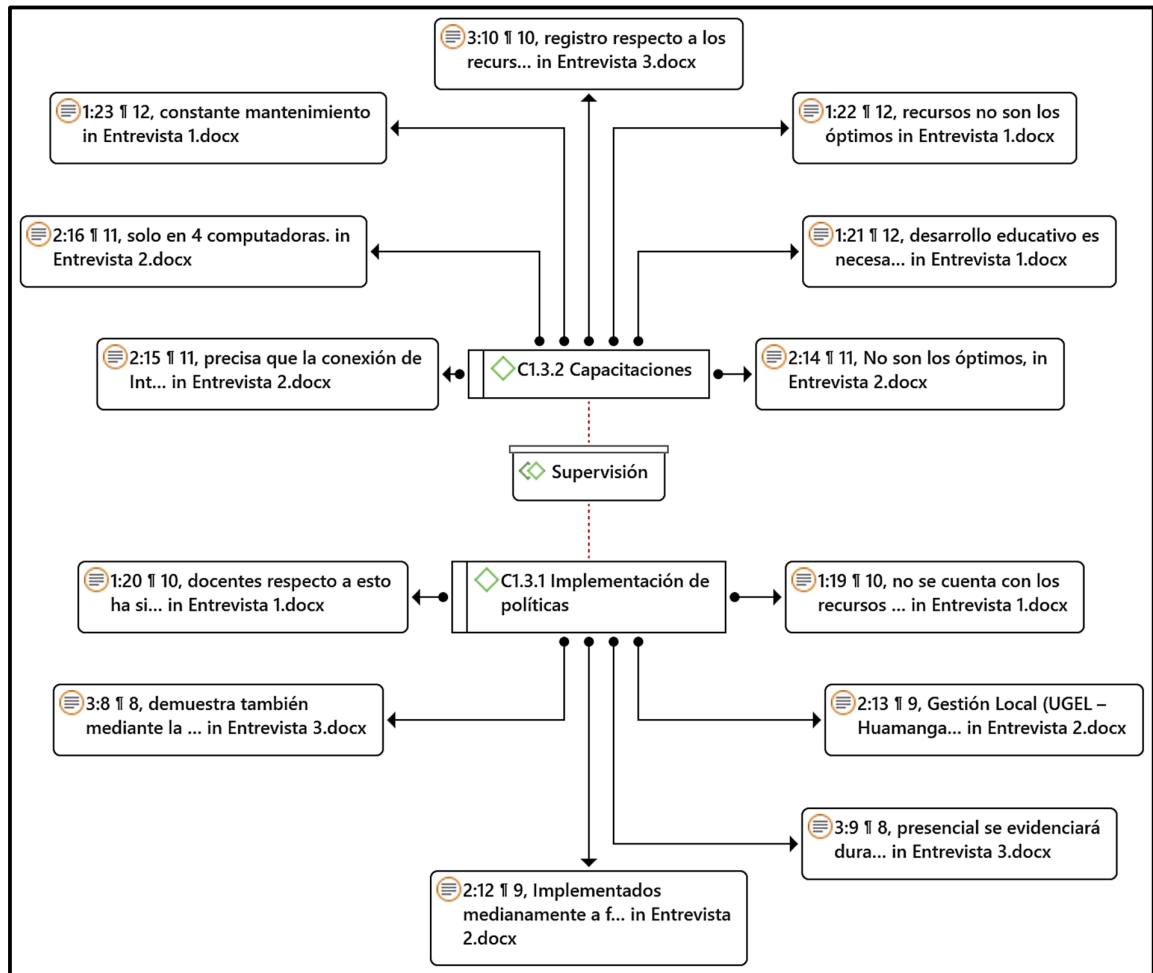 3:10 ¶ 10, registro respecto a los
recurs... in Entrevista 3.docx
1:23 ¶ 12, constante mantenimiento
in Entrevista 1.docx
1:22 ¶ 12, recursos no son los
óptimos in Entrevista 1.docx
2:16 ¶ 11, solo en 4 computadoras. in
Entrevista 2.docx
1:21 ¶ 12, desarrollo educativo es
necesa... in Entrevista 1.docx
2:15 ¶ 11, precisa que la conexión de
Int... in Entrevista 2.docx
C1.3.2 Capacitaciones
2:14 ¶ 11, No son los óptimos, in
Entrevista 2.docx
Supervisión
1:20 ¶ 10, docentes respecto a esto
ha si... in Entrevista 1.docx
C1.3.1 Implementación de
políticas
1:19 ¶ 10, no se cuenta con los
recursos ... in Entrevista 1.docx
3:8 ¶ 8, demuestra también
mediante la ... in Entrevista 3.docx
2:13 ¶ 9, Gestión Local (UGEL –
Huamanga... in Entrevista 2.docx
3:9 ¶ 8, presencial se evidenciará
dura... in Entrevista 3.docx
2:12 ¶ 9, Implementados
medianamente a f... in Entrevista
2.docx